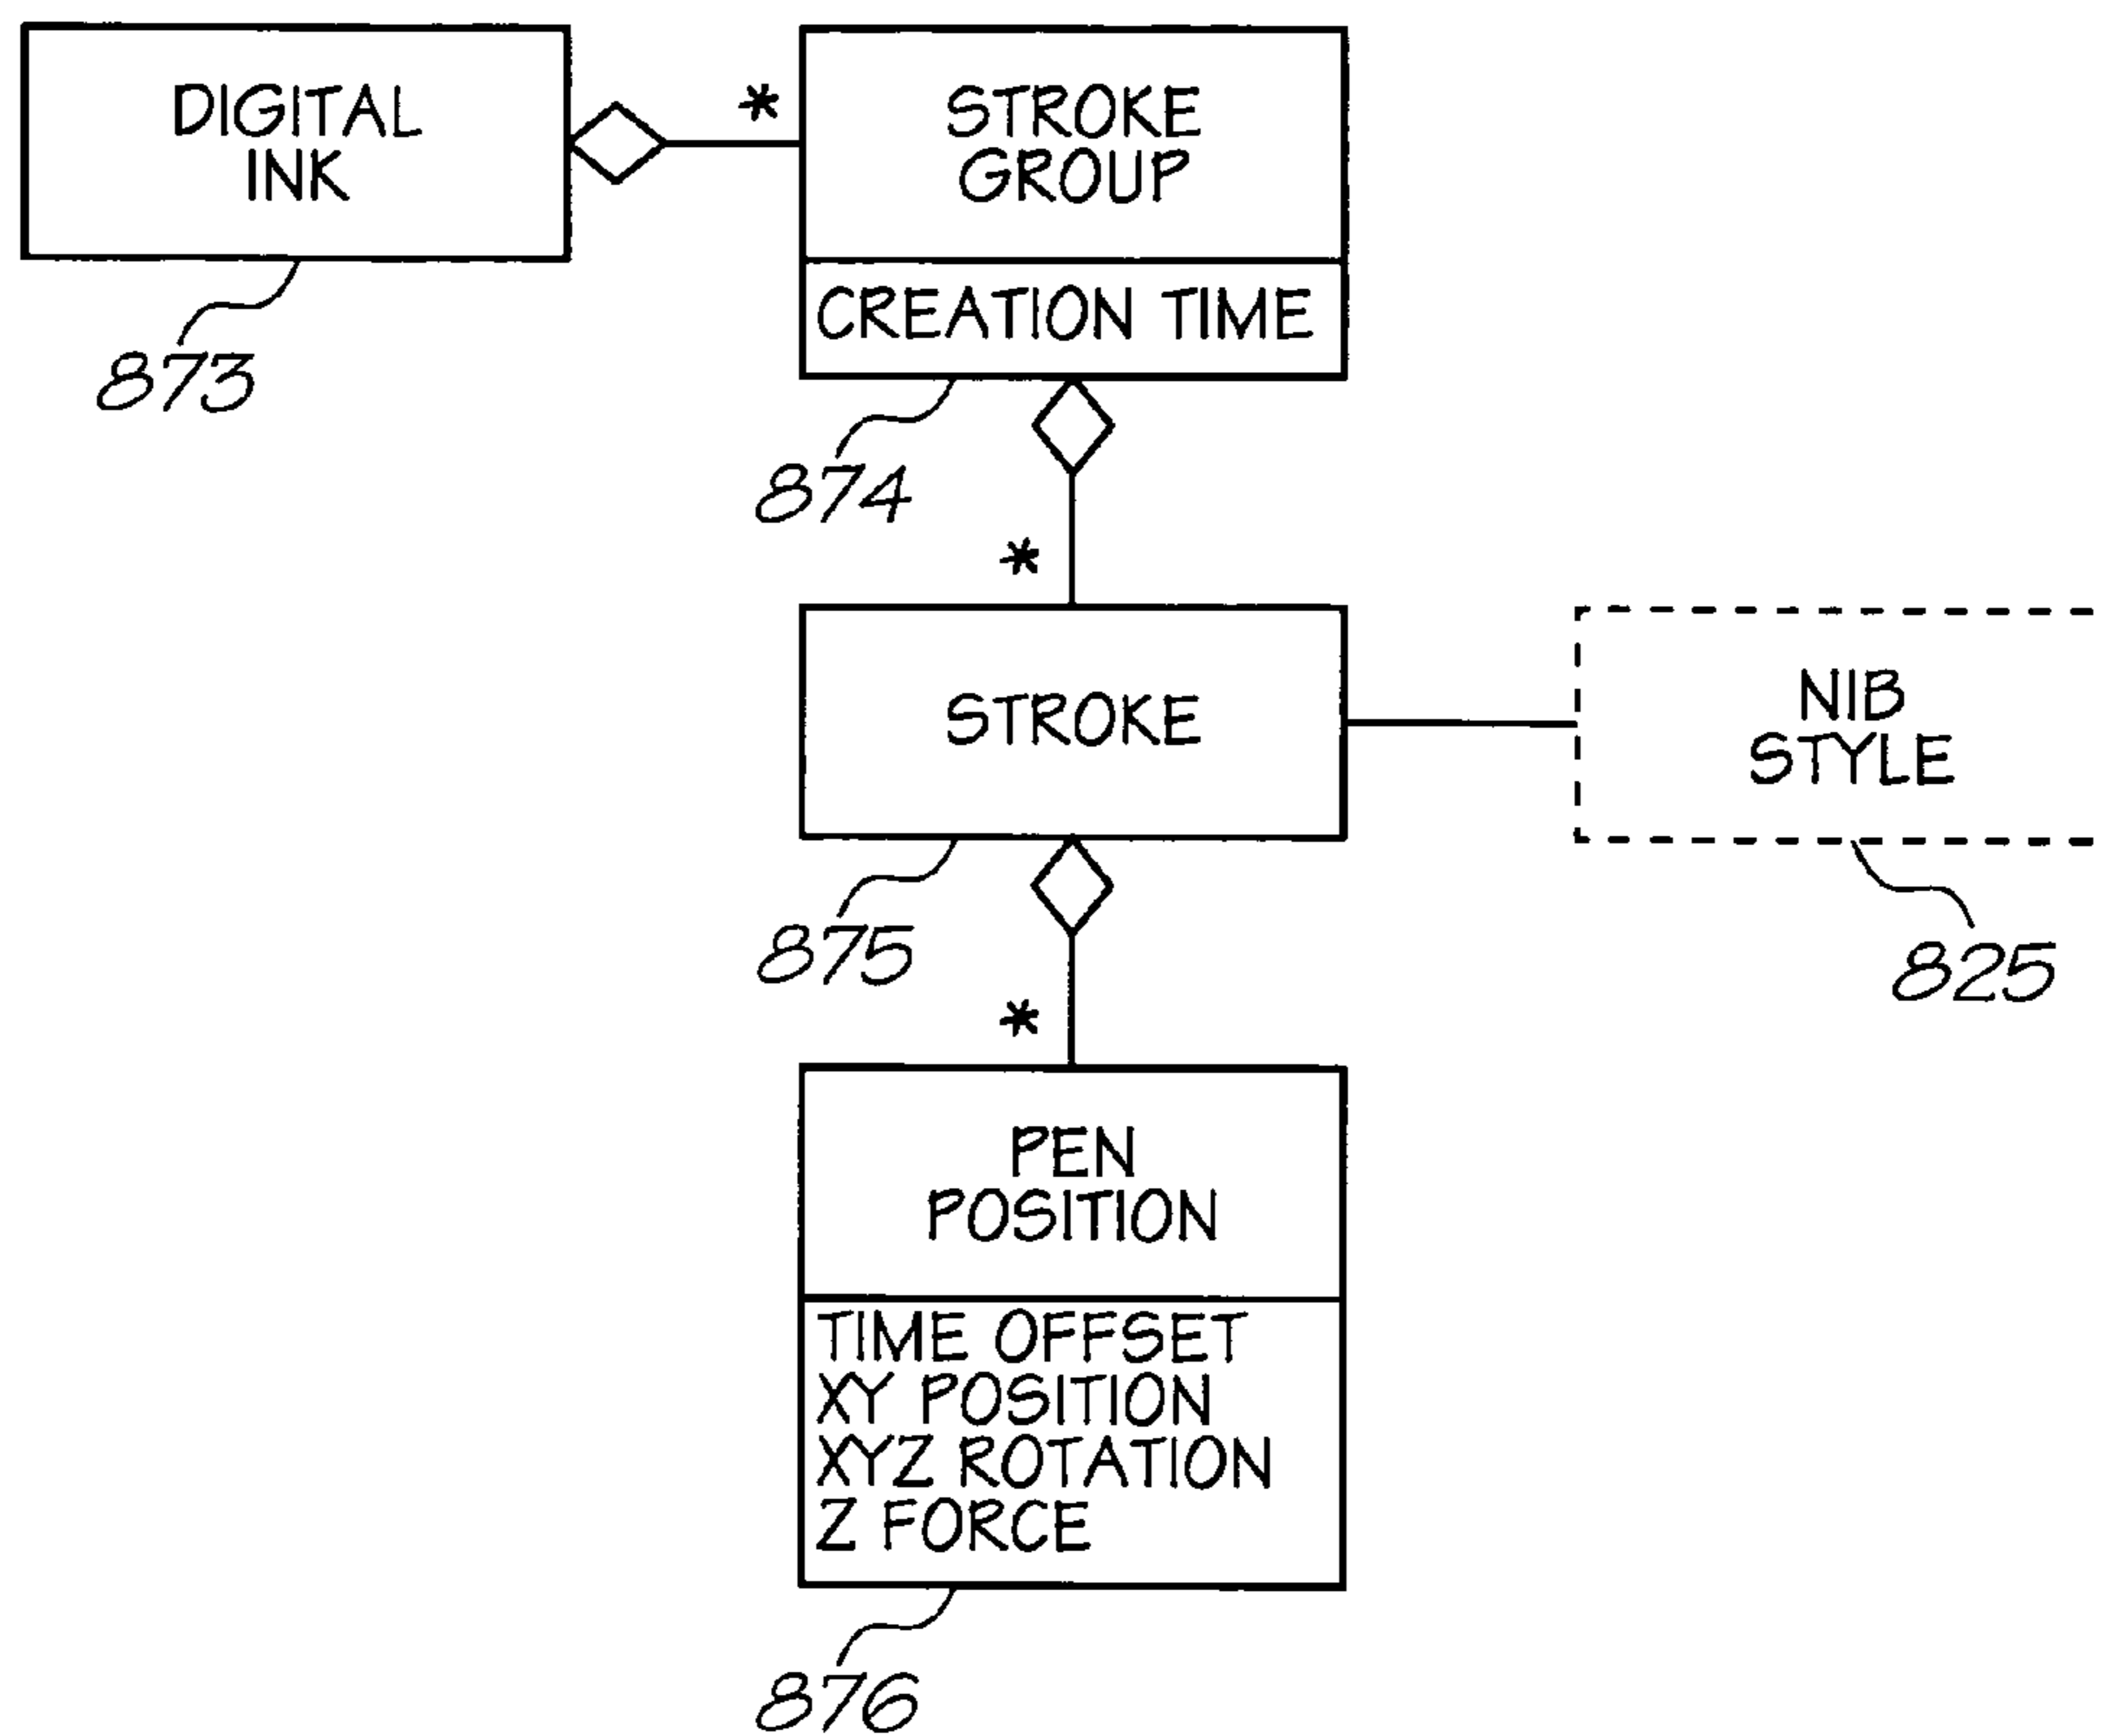 DIGITAL
INK
873
*
STROKE
GROUP
CREATION TIME
874
*
STROKE
875
NIB
STYLE
825
*
PEN
POSITION
TIME OFFSET
XY POSITION
XYZ ROTATION
Z FORCE
876